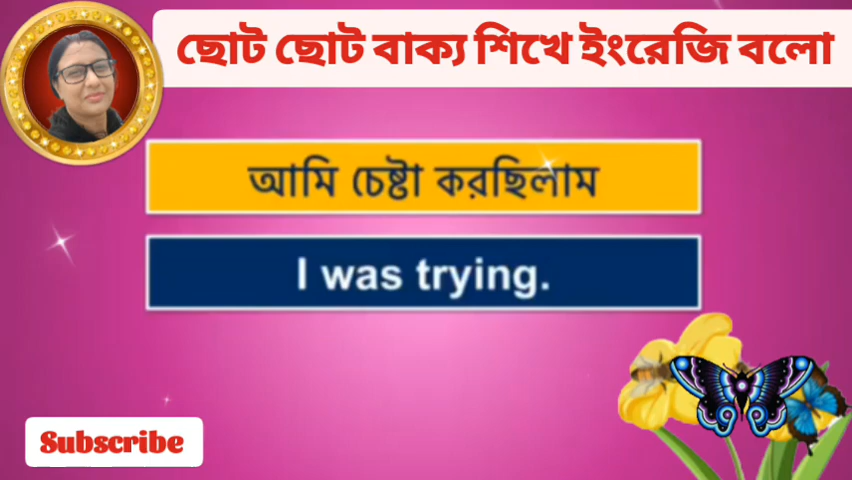 ছোট ছোট বাক্য শিখে ইংরেজি বলো
আমি চেষ্টা করছিলাম
I was trying.
Subscribe